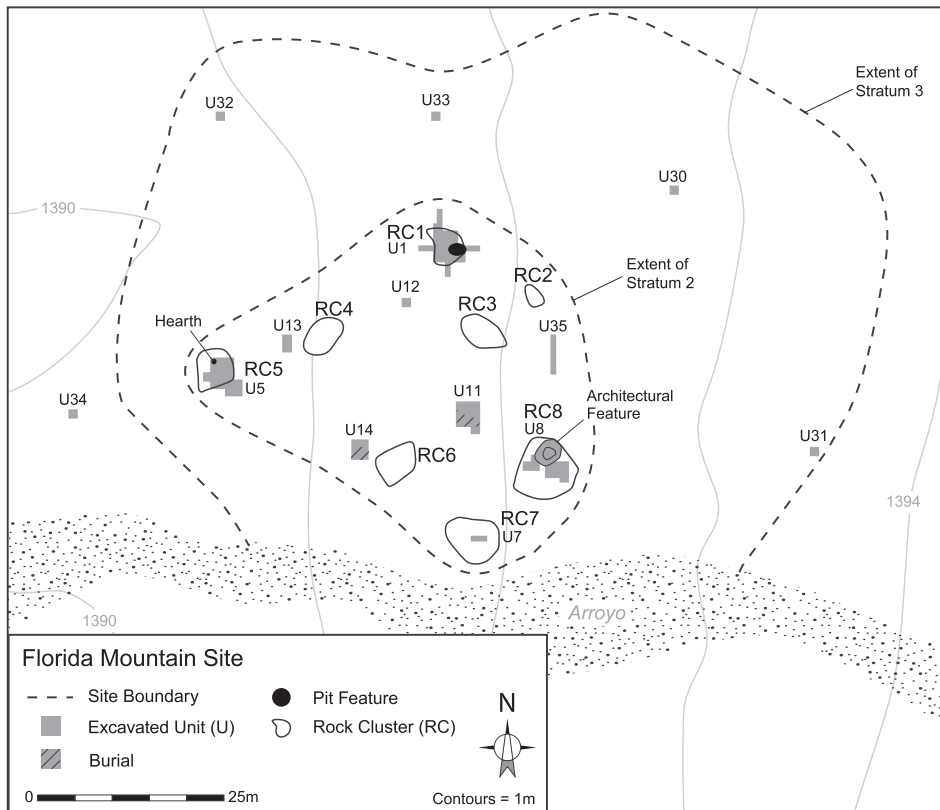 Extent of
Stratum 3
U32
U33
U30
1390
RC1
U1
Extent of
Stratum 2
RC2
U12
RC3
RC4
Hearth
U13
U35
RC5
U5
U34
U11
Architectural
Feature
RC8
U8
U14
RC6
U31
1394
RC7
U7
1390
Arroyo
Florida Mountain Site
Site Boundary
Pit Feature
N
Excavated Unit (U)
Rock Cluster (RC)
Burial
0 25m
Contours = 1m